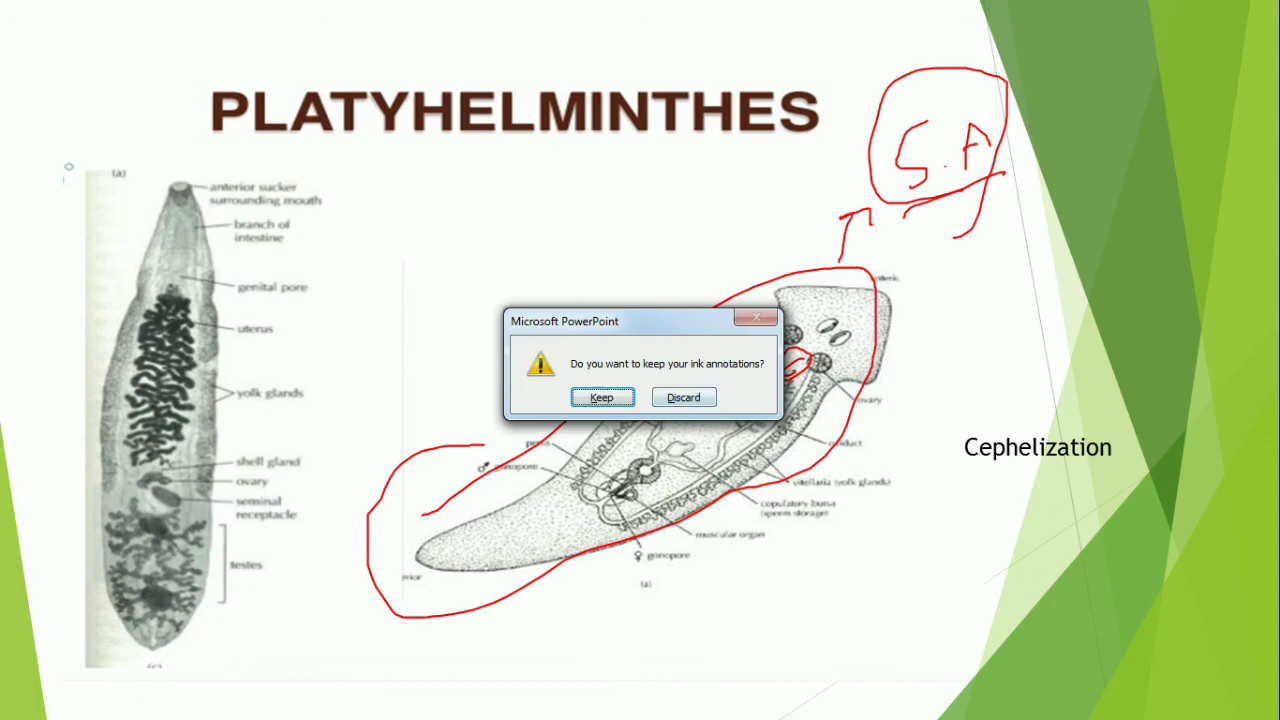 PLATYHELMINTHES
S.A
(a)
anterior sucker
surrounding mouth
branch of
intestine
genital pore
uterus
yolk glands
shell gland
ovary
seminal
receptacle
testes
(c)
Microsoft PowerPoint
Do you want to keep your ink annotations?
Keep
Discard
ovary
oviduct
vitellaria (yolk glands)
copulatory bursa
(sperm storage)
muscular organ
♀ gonopore
penis
♂ gonopore
(a)
Cephelization